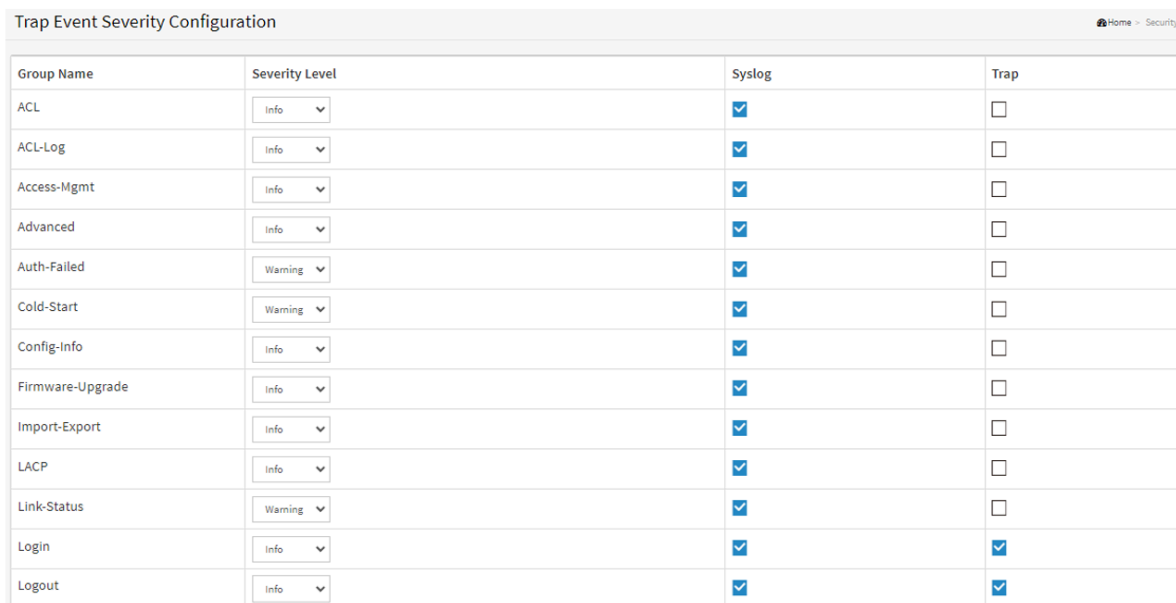 Trap Event Severity Configuration
Home > Security
Group Name Severity Level Syslog Trap
ACL Info
ACL-Log Info
Access-Mgmt Info
Advanced Info
Auth-Failed Warning
Cold-Start Warning
Config-Info Info
Firmware-Upgrade Info
Import-Export Info
LACP Info
Link-Status Warning
Login Info
Logout Info